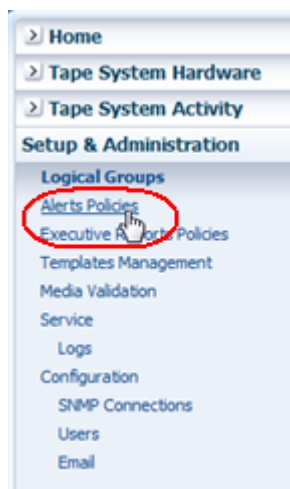 Home
Tape System Hardware
Tape System Activity
Setup & Administration
Logical Groups
Alerts Policies
Executive Reports Policies
Templates Management
Media Validation
Service
Logs
Configuration
SNMP Connections
Users
Email